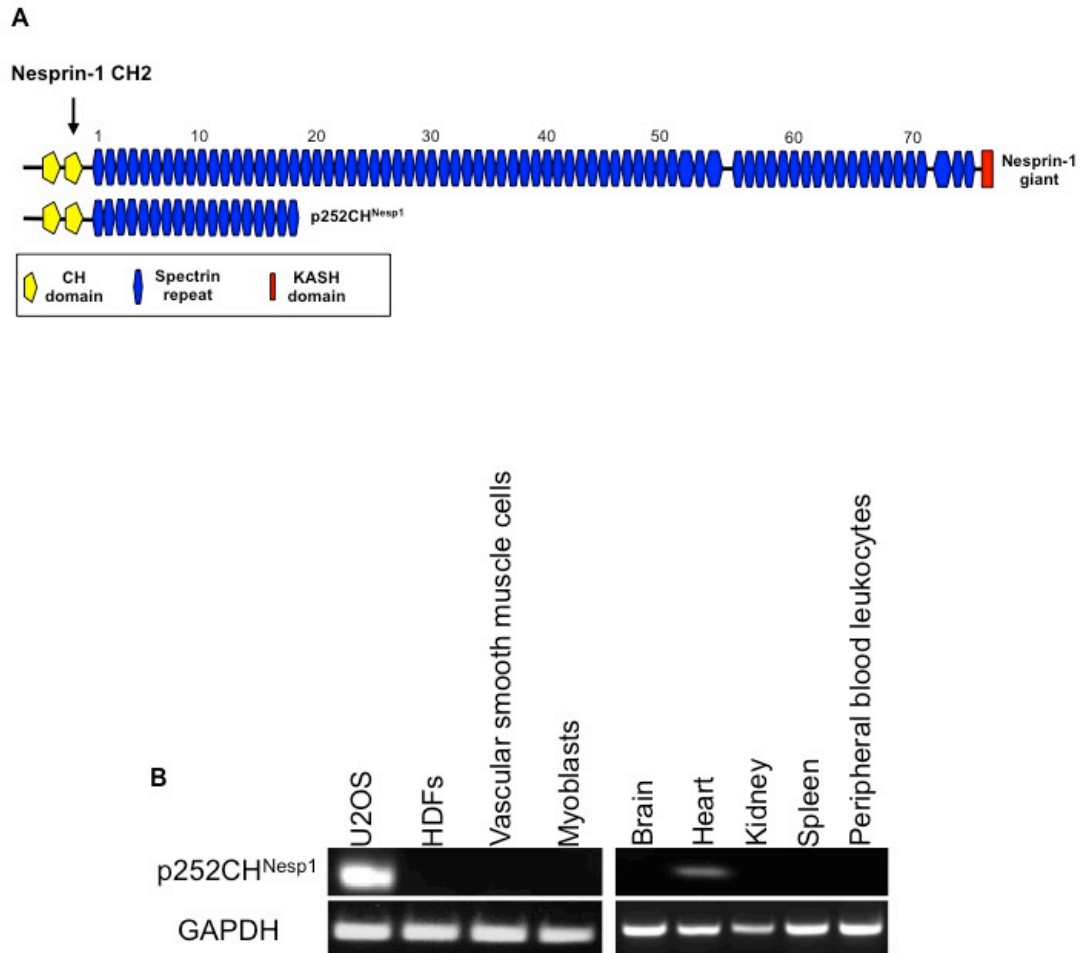 A
Nesprin-1 CH2
1 10 20 30 40 50 60 70
Nesprin-1
giant
p252CHNesp1
CH
domain
Spectrin
repeat
KASH
domain
B
U2OS
HDFs
Vascular smooth muscle cells
Myoblasts
Brain
Heart
Kidney
Spleen
Peripheral blood leukocytes
p252CHNesp1
GAPDH